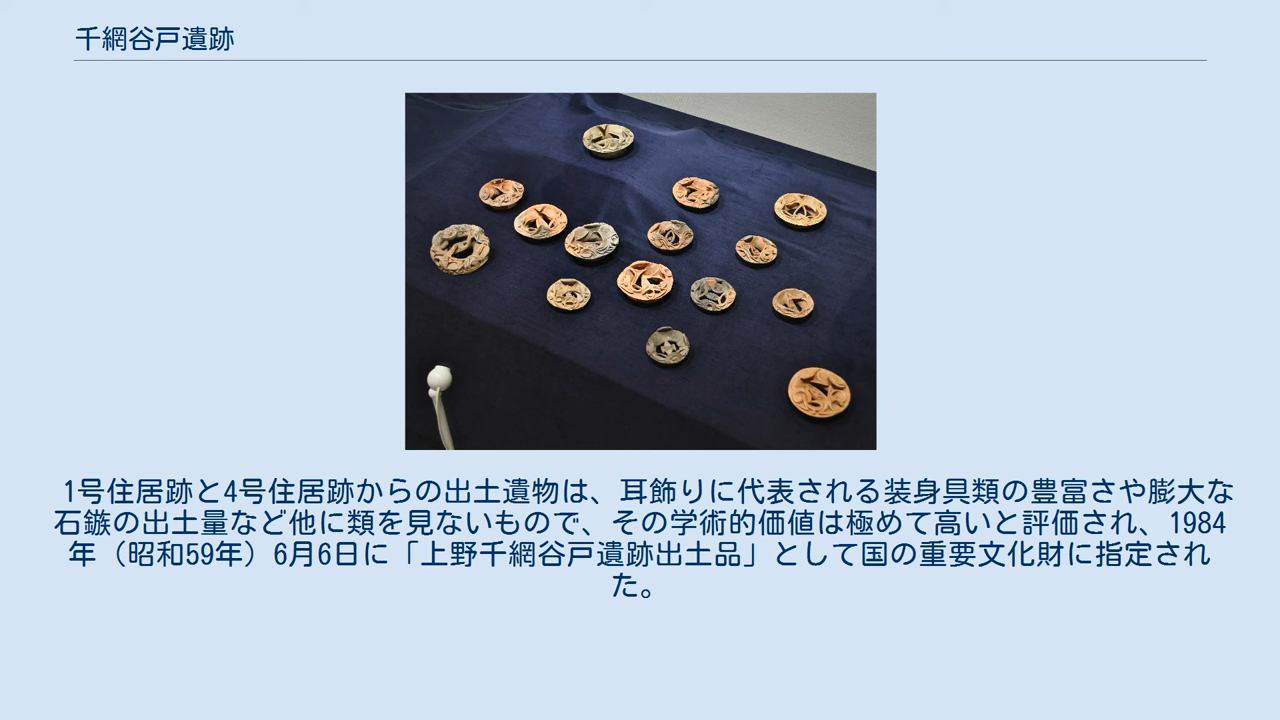 千網谷戸遺跡
1号住居跡と4号住居跡からの出土遺物は、耳飾りに代表される装身具類の豊富さや膨大な
石鏃の出土量など他に類を見ないもので、その学術的価値は極めて高いと評価され、1984
年（昭和59年）6月6日に「上野千網谷戸遺跡出土品」として国の重要文化財に指定され
た。